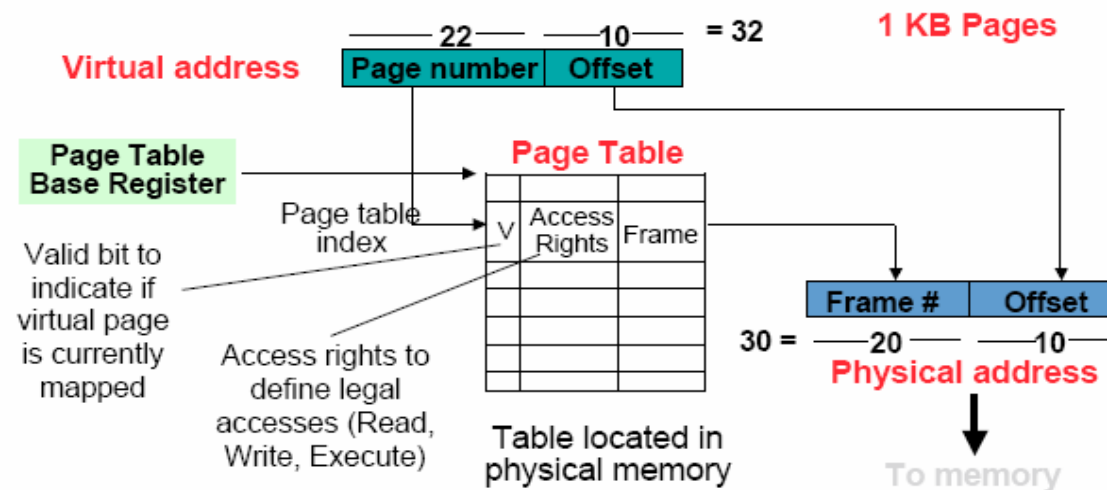 22 10 = 32 1 KB Pages
Virtual address Page number Offset
Page Table
Base Register
Page Table
Page table
index
V Access
Rights Frame
Valid bit to
indicate if
virtual page
is currently
mapped
Access rights to
define legal
accesses (Read,
Write, Execute)
Table located in
physical memory
Frame # Offset
30 = 20 10
Physical address
To memory